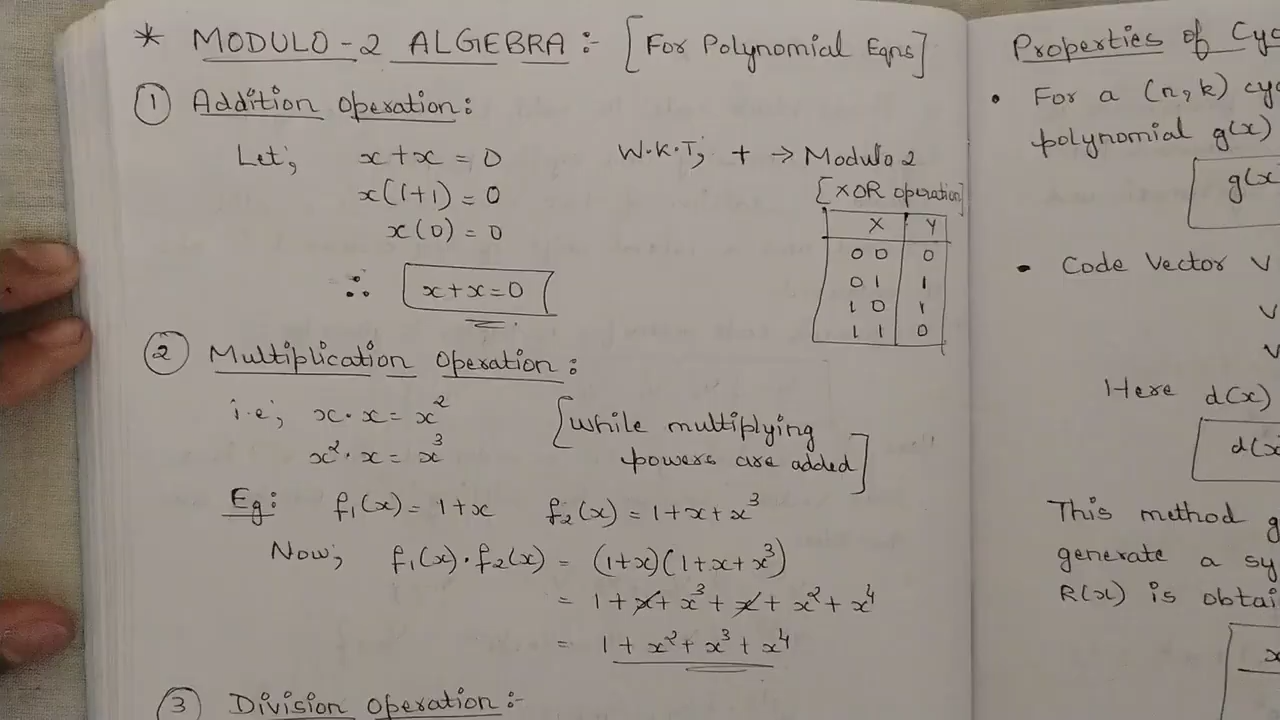 * MODULO-2 ALGEBRA :- [For Polynomial Eqns]
① Addition Operation :
Let; x + x = 0
x(1+1) = 0
x(0) = 0
∴ x+x=0
W.K.T; + → Modulo 2
[XOR operation]
X Y
0 0 0
0 1 1
1 0 1
1 1 0
② Multiplication Operation :
i.e; x · x = x²
x² · x = x³
[while multiplying
powers are added]
Eg: f₁(x) = 1+x f₂(x) = 1+x+x³
Now; f₁(x)·f₂(x) = (1+x)(1+x+x³)
= 1 + x + x³ + x + x² + x⁴
= 1 + x² + x³ + x⁴
③ Division Operation :-
Properties of Cyc
• For a (n,k) cyc
polynomial g(x)
g(x
• Code Vector V
V
V
Here d(x)
d(x
This method g
generate a sy
R(x) is obtai
x